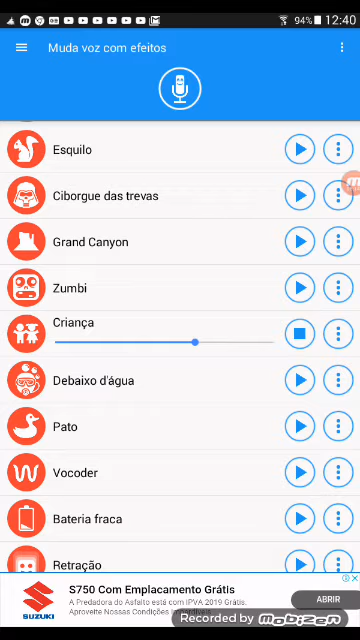 94% 12:40
Muda voz com efeitos
Esquilo
Ciborgue das trevas
Grand Canyon
Zumbi
Criança
Debaixo d'água
Pato
Vocoder
Bateria fraca
Retração
S750 Com Emplacamento Grátis
A Predadora do Asfalto está com IPVA 2019 Grátis.
Aproveite Nossas Condições
SUZUKI
ABRIR
Recorded by Mobizen